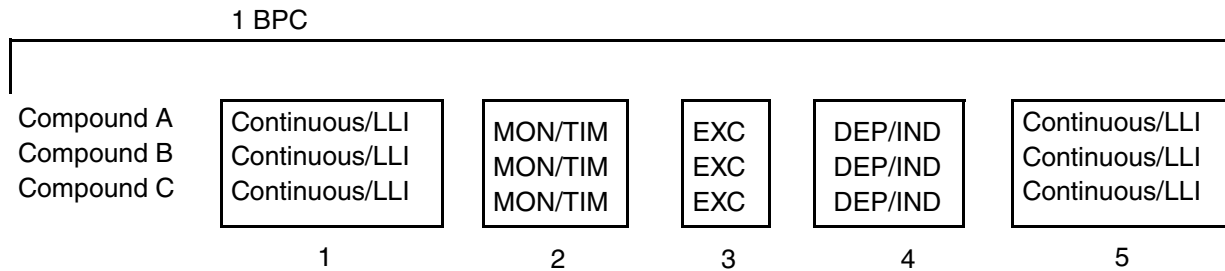 1 BPC
Compound A Continuous/LLI MON/TIM EXC DEP/IND Continuous/LLI
Compound B Continuous/LLI MON/TIM EXC DEP/IND Continuous/LLI
Compound C Continuous/LLI MON/TIM EXC DEP/IND Continuous/LLI
1 2 3 4 5